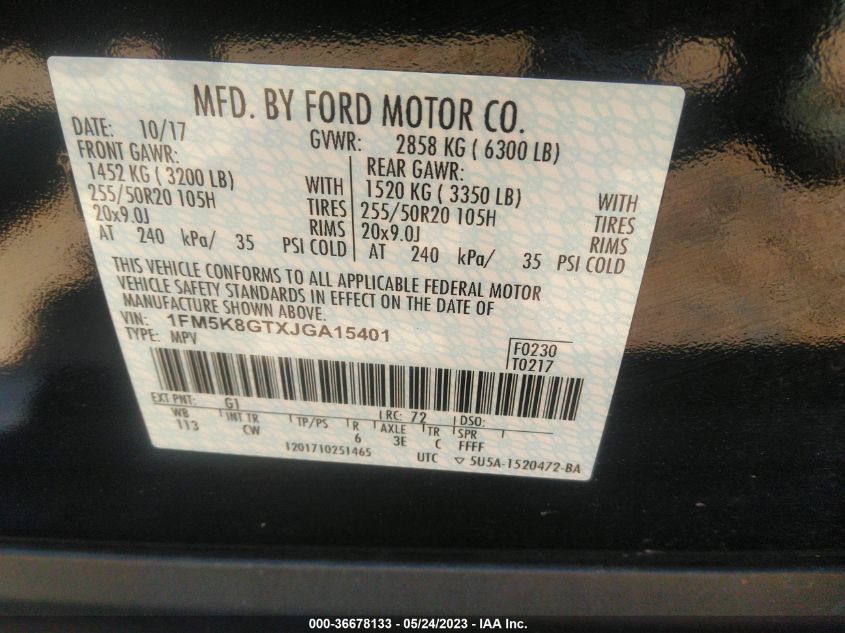 MFD. BY FORD MOTOR CO.
DATE: 10/17 GVWR: 2858 KG ( 6300 LB)
FRONT GAWR: REAR GAWR:
1452 KG ( 3200 LB) WITH 1520 KG ( 3350 LB) WITH
255/50R20 105H TIRES 255/50R20 105H TIRES
20x9.0J RIMS 20x9.0J RIMS
AT 240 kPa/ 35 PSI COLD AT 240 kPa/ 35 PSI COLD
THIS VEHICLE CONFORMS TO ALL APPLICABLE FEDERAL MOTOR
VEHICLE SAFETY STANDARDS IN EFFECT ON THE DATE OF
MANUFACTURE SHOWN ABOVE.
VIN: 1FM5K8GTXJGA15401
TYPE: MPV
F0230
T0217
EXT PNT: G1 RC: 72 DSO:
WB INT TR TP/PS R AXLE TR SPR
113 CW 6 3E C FFFF
1201710251465 UTC ▽ 5U5A-1520472-BA
000-36678133 - 05/24/2023 - IAA Inc.